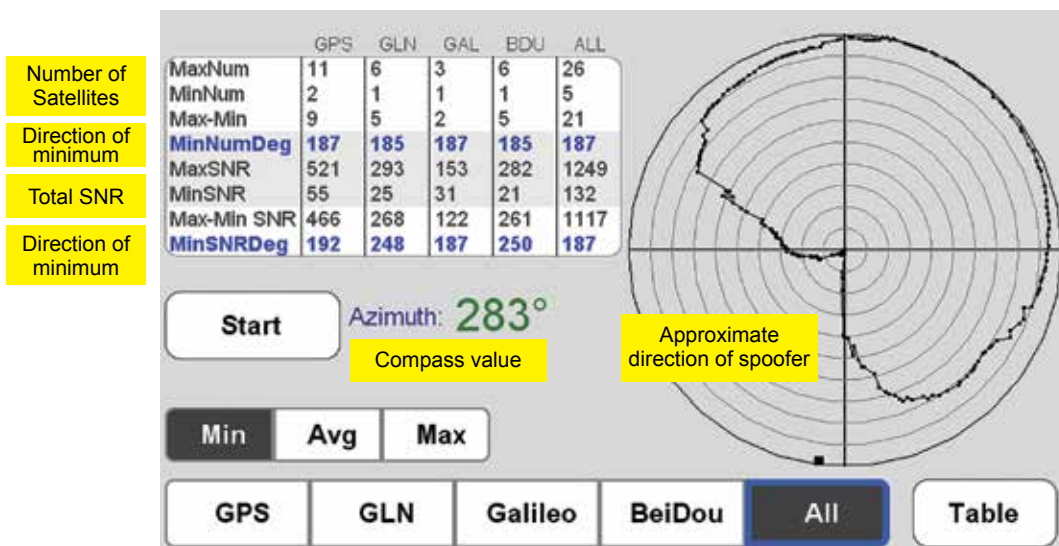 GPS GLN GAL BDU ALL
Number of
Satellites
MaxNum 11 6 3 6 26
MinNum 2 1 1 1 5
Max-Min 9 5 2 5 21
Direction of
minimum
MinNumDeg 187 185 187 185 187
MaxSNR 521 293 153 282 1249
Total SNR
MinSNR 55 25 31 21 132
Max-Min SNR 466 268 122 261 1117
Direction of
minimum
MinSNRDeg 192 248 187 250 187
Start
Azimuth: 283°
Compass value
Approximate
direction of spoofer
Min Avg Max
GPS GLN Galileo BeiDou All Table